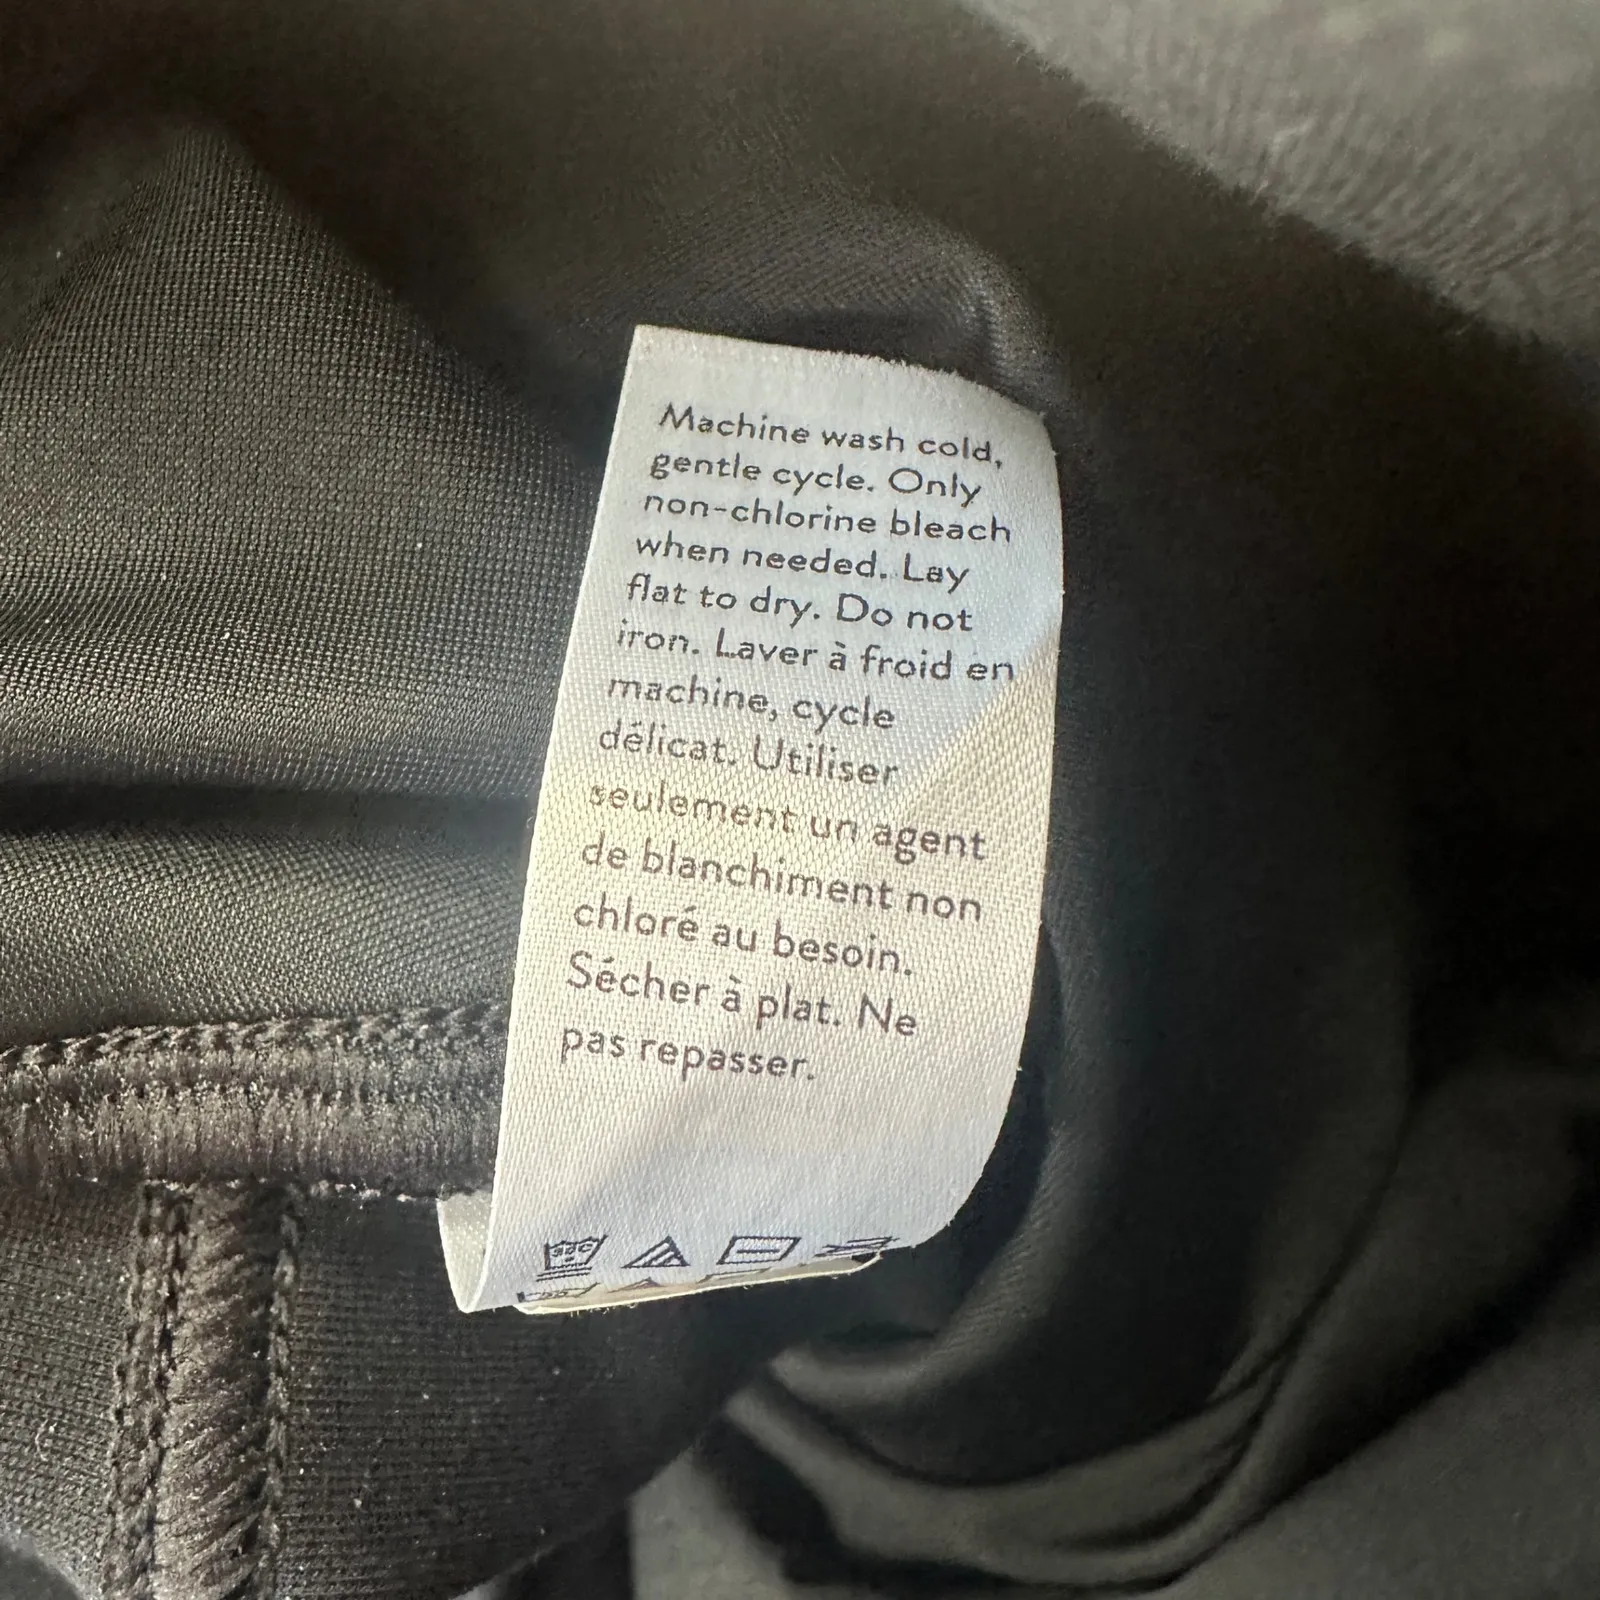 Machine wash cold,
gentle cycle. Only
non-chlorine bleach
when needed. Lay
flat to dry. Do not
iron. Laver à froid en
machine, cycle
délicat. Utiliser
seulement un agent
de blanchiment non
chloré au besoin.
Sécher à plat. Ne
pas repasser.